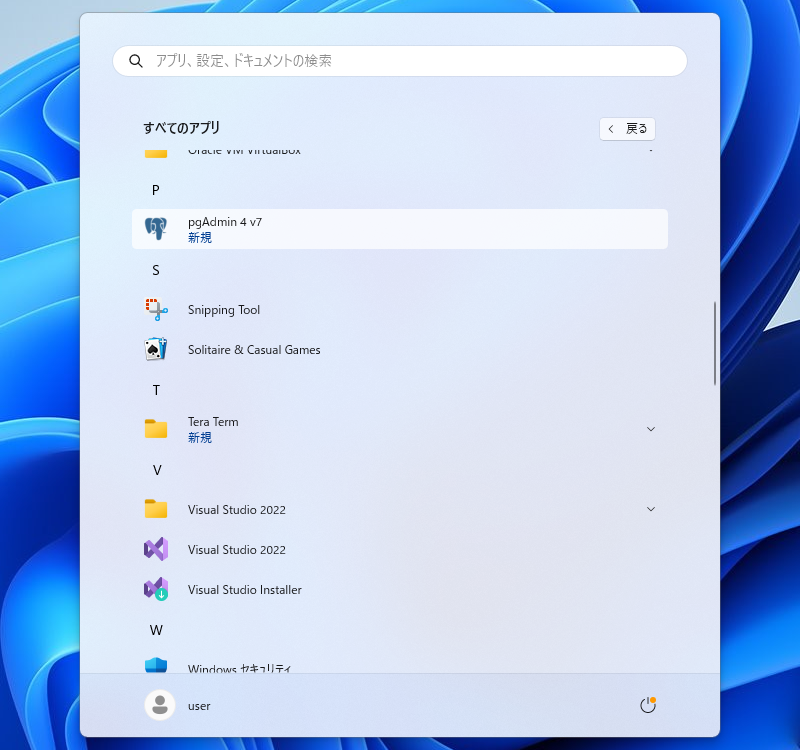 アプリ、設定、ドキュメントの検索
すべてのアプリ
戻る
Oracle VM VirtualBox
P
pgAdmin 4 v7
新規
S
Snipping Tool
Solitaire & Casual Games
T
Tera Term
新規
V
Visual Studio 2022
Visual Studio 2022
Visual Studio Installer
W
Windows セキュリティ
user